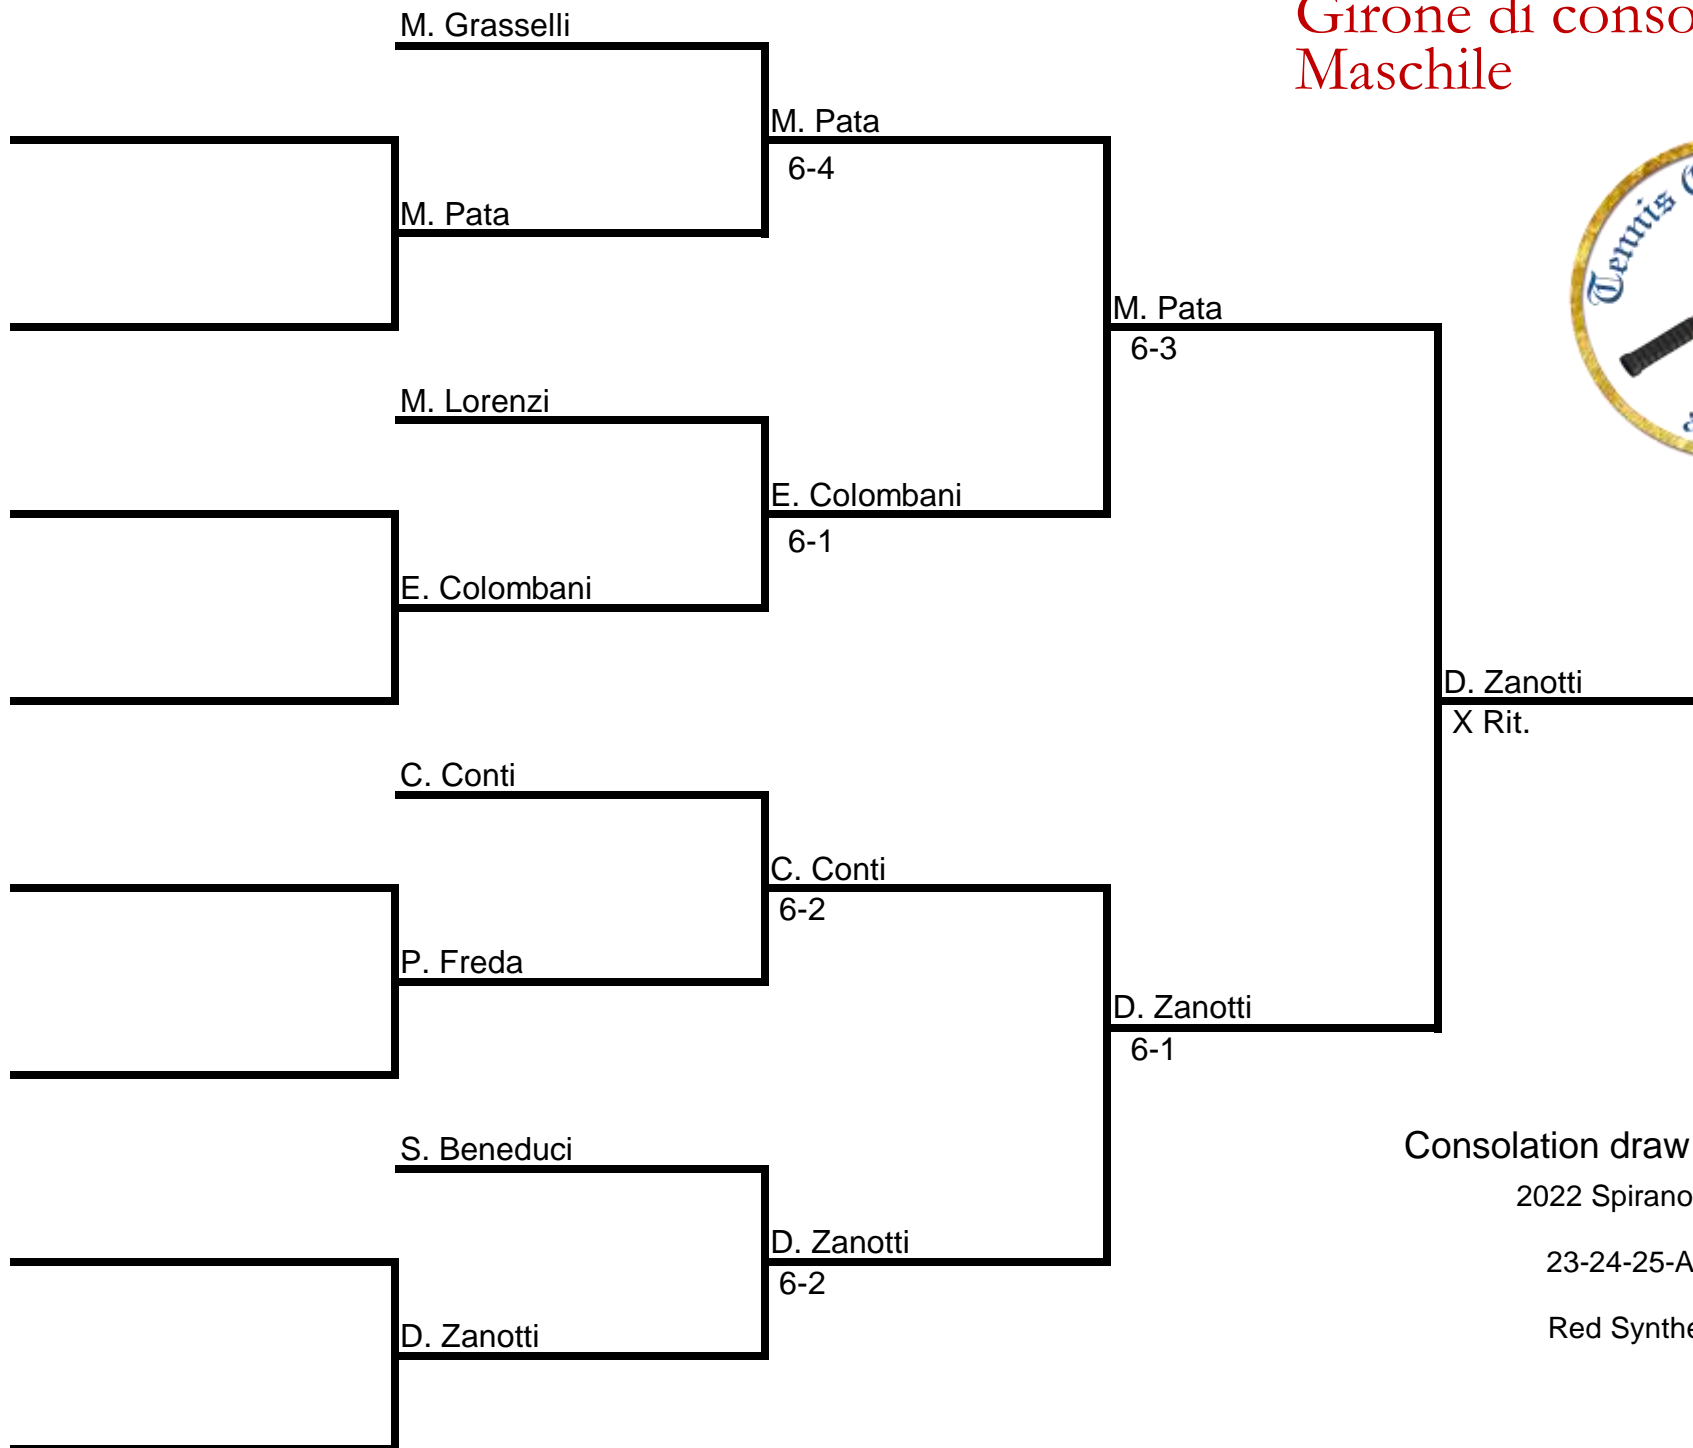 Girone di conso
Maschile
M. Grasselli
M. Pata
6-4
M. Pata
M. Pata
6-3
M. Lorenzi
E. Colombani
6-1
E. Colombani
D. Zanotti
X Rit.
C. Conti
C. Conti
6-2
P. Freda
D. Zanotti
6-1
S. Beneduci
D. Zanotti
6-2
D. Zanotti
Tennis
Consolation draw
2022 Spirano
23-24-25-A
Red Synthe